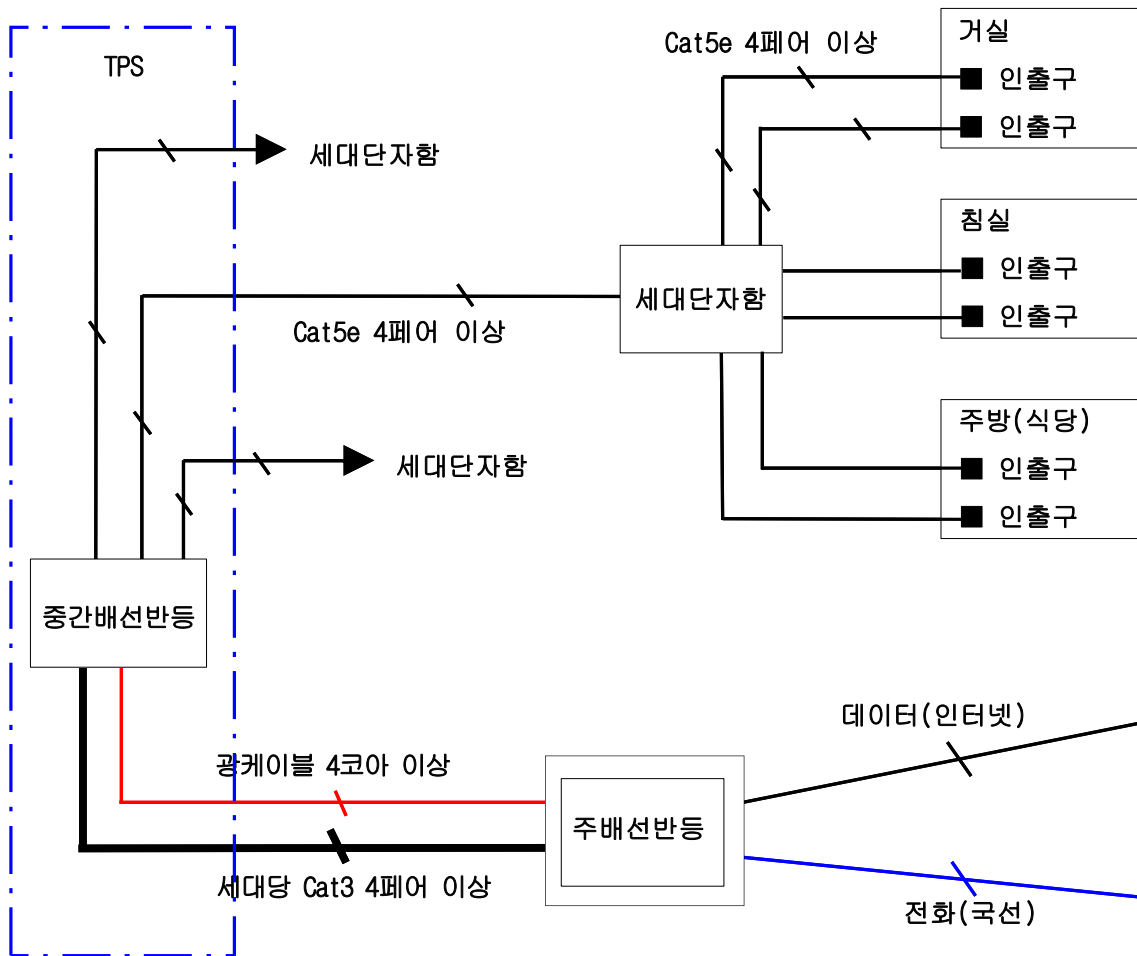 TPS
Cat5e 4페어 이상
거실
인출구
인출구
세대단자함
침실
인출구
인출구
세대단자함
Cat5e 4페어 이상
주방(식당)
인출구
인출구
세대단자함
중간배선반등
데이터(인터넷)
광케이블 4코아 이상
주배선반등
세대당 Cat3 4페어 이상
전화(국선)